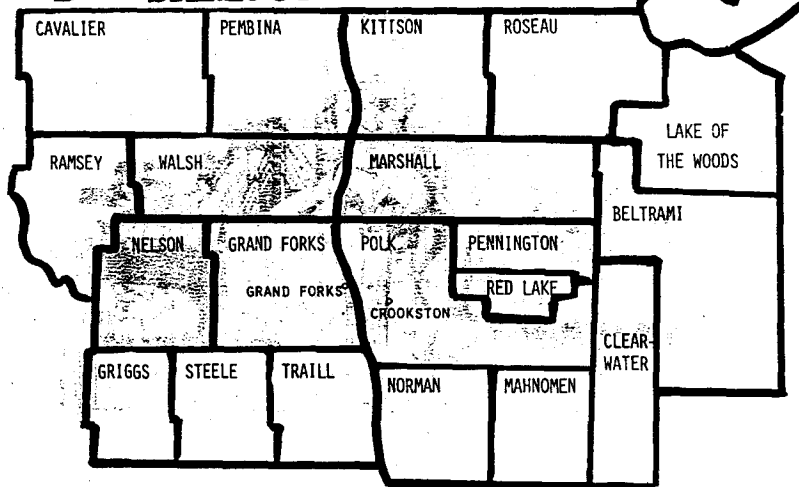 CAVALIER PEMBINA KITTSON ROSEAU
LAKE OF
THE WOODS
RAMSEY WALSH MARSHALL
BELTRAMI
NELSON GRAND FORKS POLK PENNINGTON
GRAND FORKS RED LAKE
CROOKSTON
CLEAR-
WATER
GRIGGS STEELE TRAILL NORMAN MAHNOMEN